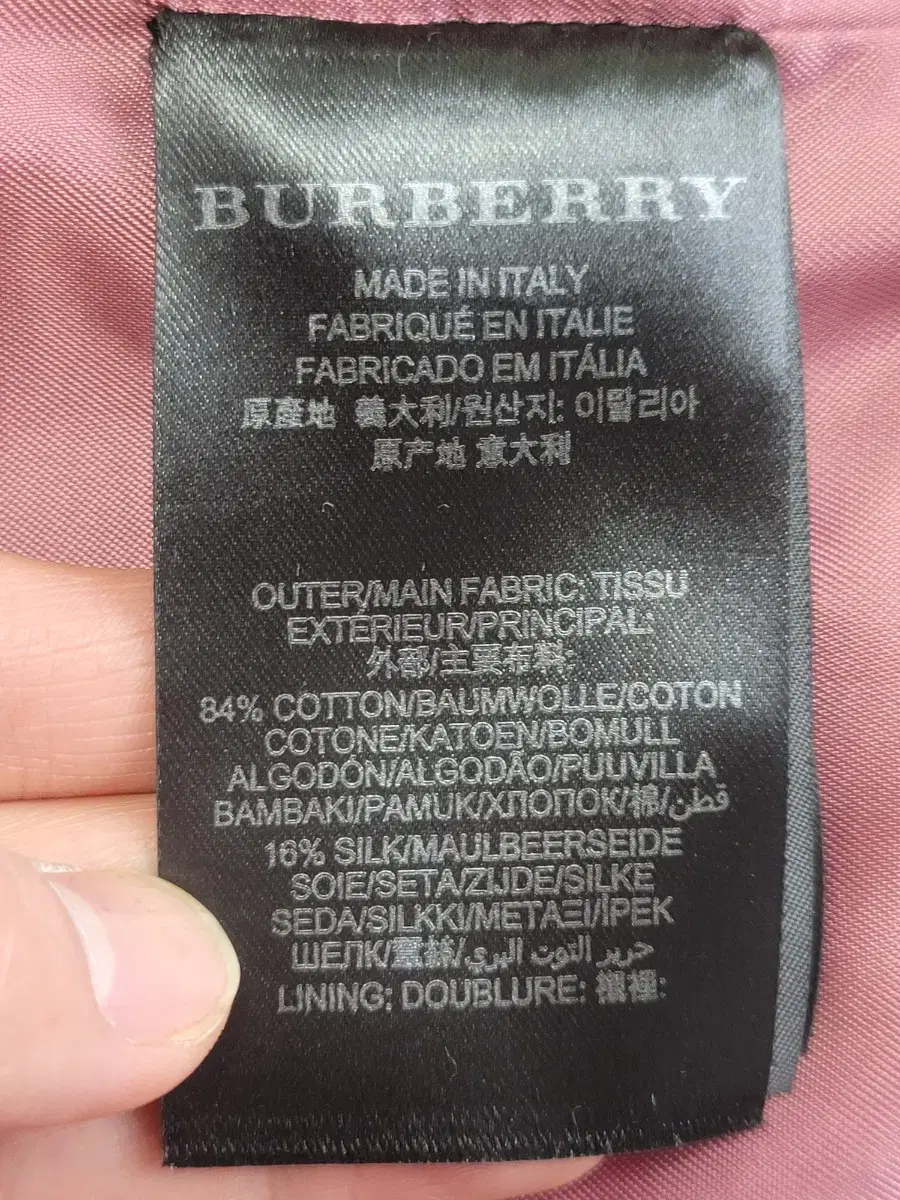 BURBERRY
MADE IN ITALY
FABRIQUÉ EN ITALIE
FABRICADO EM ITÁLIA
原產地 義大利/원산지: 이탈리아
原产地 意大利
OUTER/MAIN FABRIC: TISSU
EXTÉRIEUR/PRINCIPAL:
外部/主要布料:
84% COTTON/BAUMWOLLE/COTON
COTONE/KATOEN/BOMULL
ALGODÓN/ALGODÃO/PUUVILLA
BAMBAKI/PAMUK/ХЛОПОК/棉/قطن
16% SILK/MAULBEERSEIDE
SOIE/SETA/ZIJDE/SILKE
SEDA/SILKKI/ΜΕΤΑΞΙ/İPEK
ШЕЛК/蠶絲/حرير التوت البري
LINING: DOUBLURE: 襯裡: